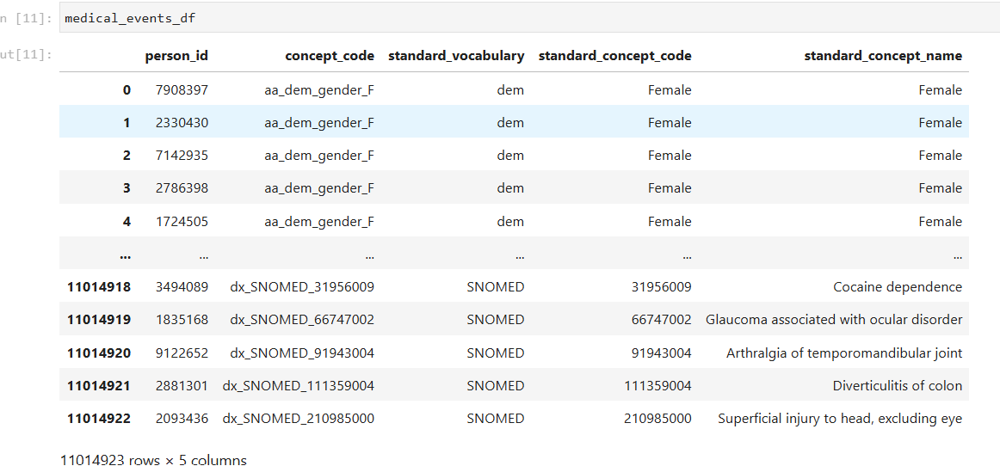 n [11]: medical_events_df
ut[11]:
person_id concept_code standard_vocabulary standard_concept_code standard_concept_name
0 7908397 aa_dem_gender_F dem Female Female
1 2330430 aa_dem_gender_F dem Female Female
2 7142935 aa_dem_gender_F dem Female Female
3 2786398 aa_dem_gender_F dem Female Female
4 1724505 aa_dem_gender_F dem Female Female
... ... ... ... ... ...
11014918 3494089 dx_SNOMED_31956009 SNOMED 31956009 Cocaine dependence
11014919 1835168 dx_SNOMED_66747002 SNOMED 66747002 Glaucoma associated with ocular disorder
11014920 9122652 dx_SNOMED_91943004 SNOMED 91943004 Arthralgia of temporomandibular joint
11014921 2881301 dx_SNOMED_111359004 SNOMED 111359004 Diverticulitis of colon
11014922 2093436 dx_SNOMED_210985000 SNOMED 210985000 Superficial injury to head, excluding eye
11014923 rows × 5 columns